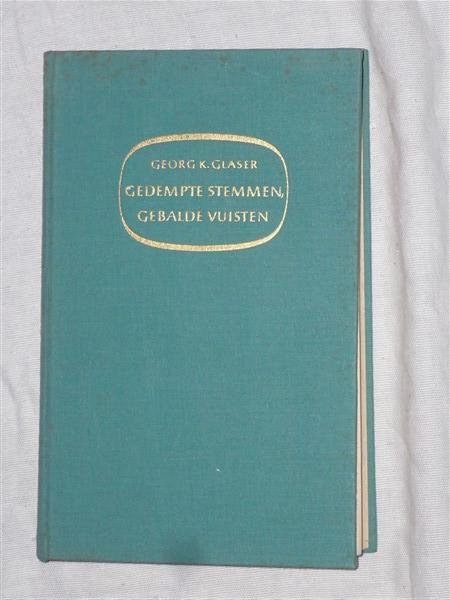 GEORG K. GLASER
GEDEMPTE STEMMEN,
GEBALDE VUISTEN